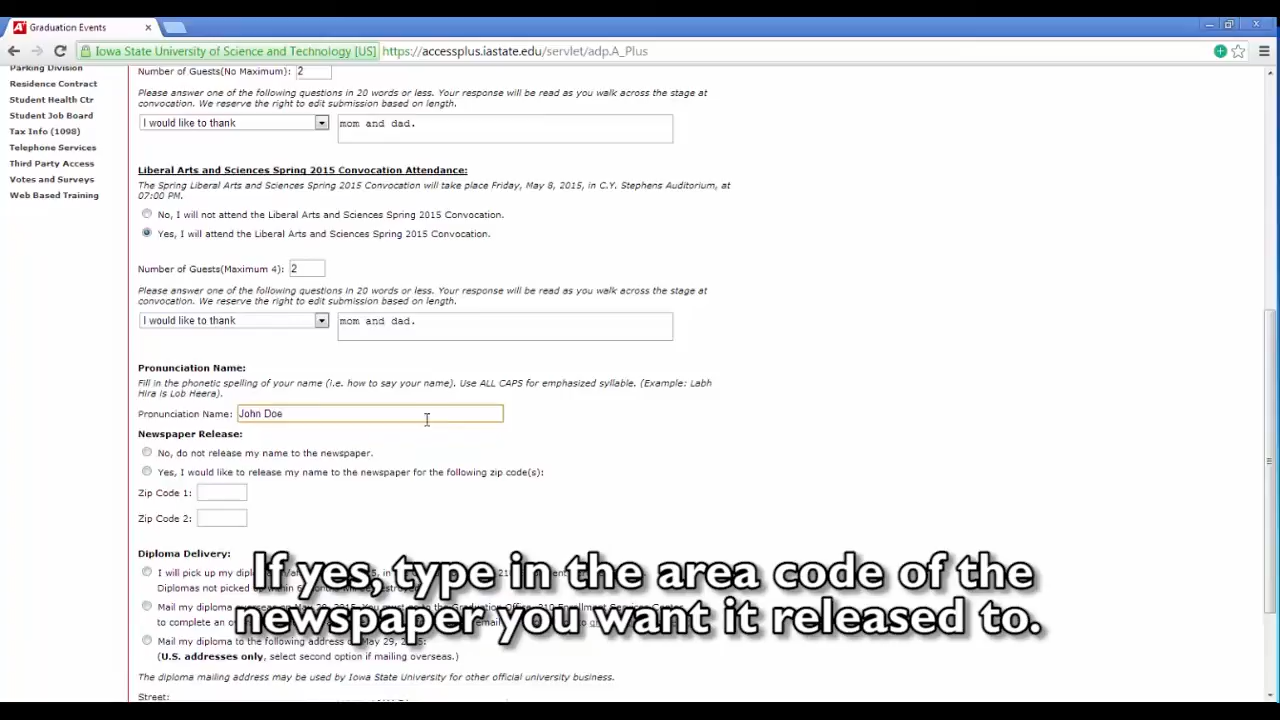 Graduation Events
Iowa State University of Science and Technology [US] https://accessplus.iastate.edu/servlet/adp.A_Plus
Parking Division
Residence Contract
Student Health Ctr
Student Job Board
Tax Info (1098)
Telephone Services
Third Party Access
Votes and Surveys
Web Based Training
Number of Guests(No Maximum): 2
Please answer one of the following questions in 20 words or less. Your response will be read as you walk across the stage at
convocation. We reserve the right to edit submission based on length.
I would like to thank mom and dad.
Liberal Arts and Sciences Spring 2015 Convocation Attendance:
The Spring Liberal Arts and Sciences Spring 2015 Convocation will take place Friday, May 8, 2015, in C.Y. Stephens Auditorium, at
07:00 PM.
No, I will not attend the Liberal Arts and Sciences Spring 2015 Convocation.
Yes, I will attend the Liberal Arts and Sciences Spring 2015 Convocation.
Number of Guests(Maximum 4): 2
Please answer one of the following questions in 20 words or less. Your response will be read as you walk across the stage at
convocation. We reserve the right to edit submission based on length.
I would like to thank mom and dad.
Pronunciation Name:
Fill in the phonetic spelling of your name (i.e. how to say your name). Use ALL CAPS for emphasized syllable. (Example: Labh
Hira is Lob Heera).
Pronunciation Name: John Doe
Newspaper Release:
No, do not release my name to the newspaper.
Yes, I would like to release my name to the newspaper for the following zip code(s):
Zip Code 1:
Zip Code 2:
Diploma Delivery:
I will pick up my
If yes, type in the area code of the
Diplomas not picked up within
Mail my diploma overseas on May
newspaper you want it released to.
to complete an
Mail my diploma to the following address on May 29, 2015:
(U.S. addresses only, select second option if mailing overseas.)
The diploma mailing address may be used by Iowa State University for other official university business.
Street: